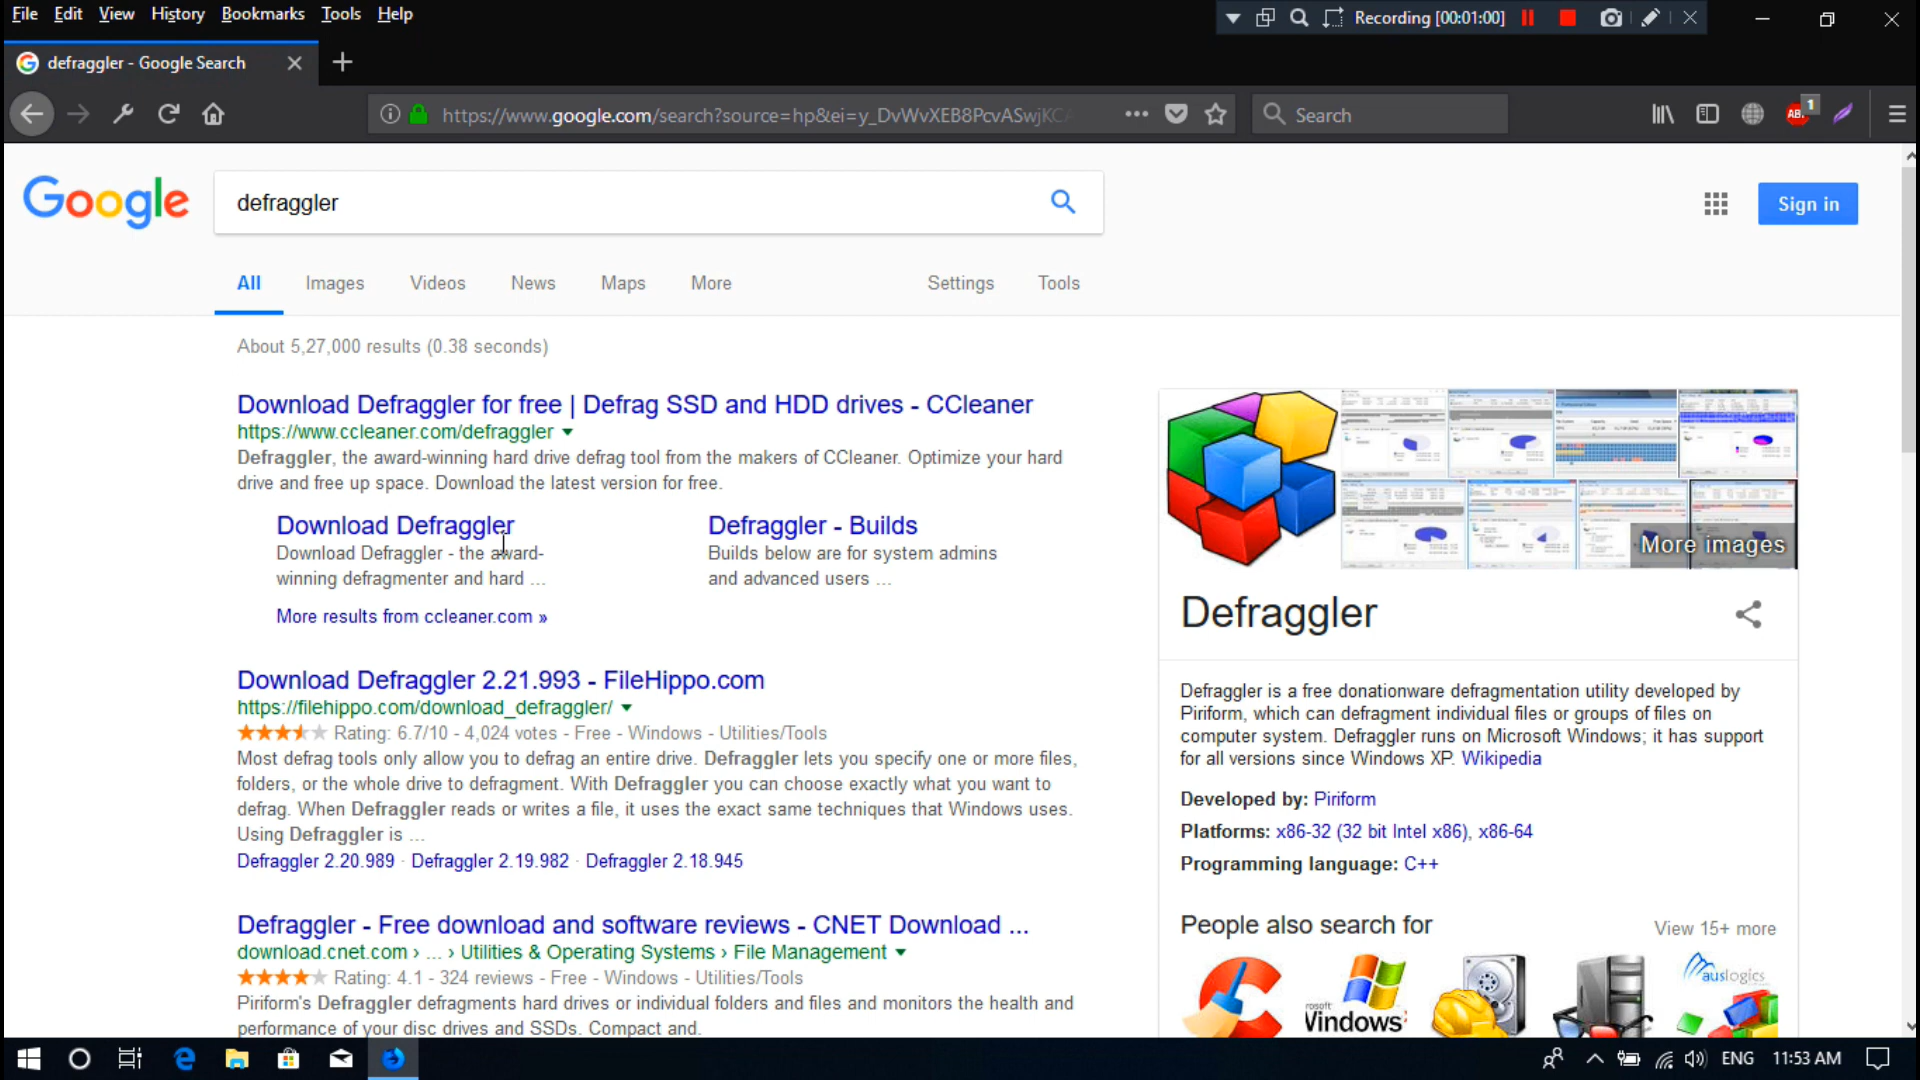 File Edit View History Bookmarks Tools Help
Recording [00:01:00]
defraggler - Google Search
https://www.google.com/search?source=hp&ei=y_DvWvXEB8PcvASwjKC
Search
ABP 1
Google
defraggler
Sign in
All Images Videos News Maps More Settings Tools
About 5,27,000 results (0.38 seconds)
Download Defraggler for free | Defrag SSD and HDD drives - CCleaner
https://www.ccleaner.com/defraggler
Defraggler, the award-winning hard drive defrag tool from the makers of CCleaner. Optimize your hard
drive and free up space. Download the latest version for free.
Download Defraggler
Download Defraggler - the award-
winning defragmenter and hard ...
Defraggler - Builds
Builds below are for system admins
and advanced users ...
More results from ccleaner.com »
Download Defraggler 2.21.993 - FileHippo.com
https://filehippo.com/download_defraggler/
Rating: 6.7/10 - 4,024 votes - Free - Windows - Utilities/Tools
Most defrag tools only allow you to defrag an entire drive. Defraggler lets you specify one or more files,
folders, or the whole drive to defragment. With Defraggler you can choose exactly what you want to
defrag. When Defraggler reads or writes a file, it uses the exact same techniques that Windows uses.
Using Defraggler is ...
Defraggler 2.20.989 · Defraggler 2.19.982 · Defraggler 2.18.945
Defraggler - Free download and software reviews - CNET Download ...
download.cnet.com › ... › Utilities & Operating Systems › File Management
Rating: 4.1 - 324 reviews - Free - Windows - Utilities/Tools
Piriform's Defraggler defragments hard drives or individual folders and files and monitors the health and
performance of your disc drives and SSDs. Compact and.
More images
Defraggler
Defraggler is a free donationware defragmentation utility developed by
Piriform, which can defragment individual files or groups of files on
computer system. Defraggler runs on Microsoft Windows; it has support
for all versions since Windows XP. Wikipedia
Developed by: Piriform
Platforms: x86-32 (32 bit Intel x86), x86-64
Programming language: C++
People also search for
View 15+ more
Windows
auslogics
ENG 11:53 AM